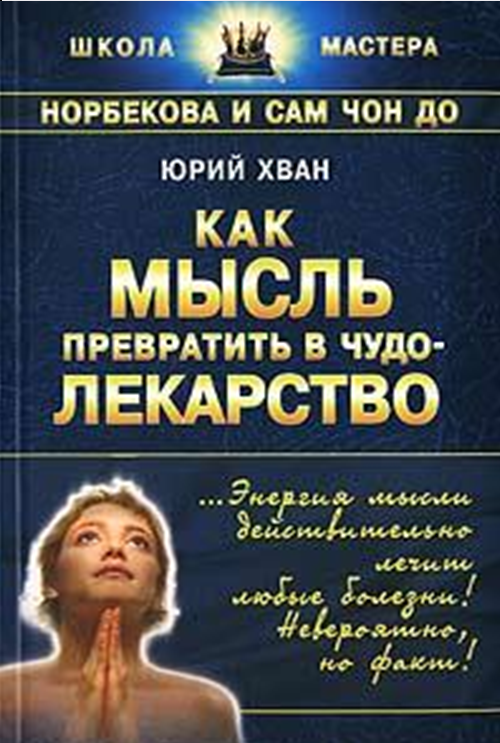 ШКОЛА МАСТЕРА
НОРБЕКОВА И САМ ЧОН ДО
ЮРИЙ ХВАН
КАК
МЫСЛЬ
ПРЕВРАТИТЬ В ЧУДО-
ЛЕКАРСТВО
...Энергия мысли
действительно
лечит
любые болезни!
Невероятно,
но факт!